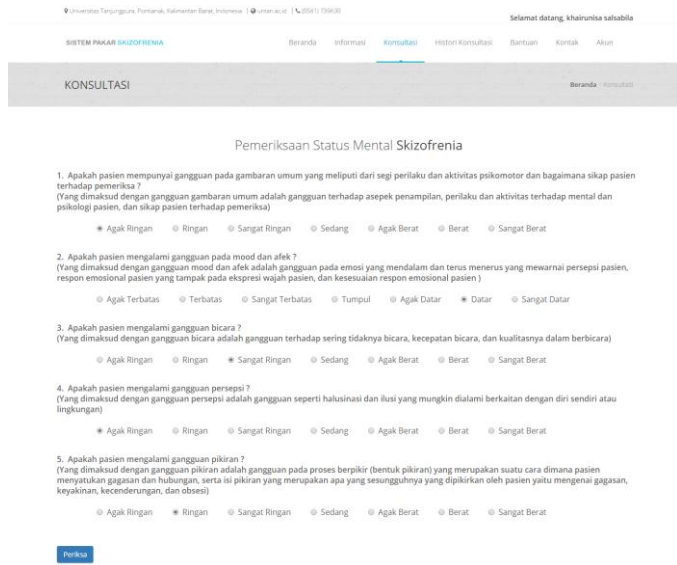 Universitas Tanjungpura, Pontianak, Kalimantan Barat, Indonesia | untan.ac.id | (0561) 739630
Selamat datang, khairunisa salsabila
SISTEM PAKAR SKIZOFRENIA
Beranda Informasi Konsultasi Histori Konsultasi Bantuan Kontak Akun
KONSULTASI
Beranda / Konsultasi
Pemeriksaan Status Mental Skizofrenia
1. Apakah pasien mempunyai gangguan pada gambaran umum yang meliputi dari segi perilaku dan aktivitas psikomotor dan bagaimana sikap pasien
terhadap pemeriksa ?
(Yang dimaksud dengan gangguan gambaran umum adalah gangguan terhadap asepek penampilan, perilaku dan aktivitas terhadap mental dan
psikologi pasien, dan sikap pasien terhadap pemeriksa)
Agak Ringan Ringan Sangat Ringan Sedang Agak Berat Berat Sangat Berat
2. Apakah pasien mengalami gangguan pada mood dan afek ?
(Yang dimaksud dengan gangguan mood dan afek adalah gangguan pada emosi yang mendalam dan terus menerus yang mewarnai persepsi pasien,
respon emosional pasien yang tampak pada ekspresi wajah pasien, dan kesesuaian respon emosional pasien )
Agak Terbatas Terbatas Sangat Terbatas Tumpul Agak Datar Datar Sangat Datar
3. Apakah pasien mengalami gangguan bicara ?
(Yang dimaksud dengan gangguan bicara adalah gangguan terhadap sering tidaknya bicara, kecepatan bicara, dan kualitasnya dalam berbicara)
Agak Ringan Ringan Sangat Ringan Sedang Agak Berat Berat Sangat Berat
4. Apakah pasien mengalami gangguan persepsi ?
(Yang dimaksud dengan gangguan persepsi adalah gangguan seperti halusinasi dan ilusi yang mungkin dialami berkaitan dengan diri sendiri atau
lingkungan)
Agak Ringan Ringan Sangat Ringan Sedang Agak Berat Berat Sangat Berat
5. Apakah pasien mengalami gangguan pikiran ?
(Yang dimaksud dengan gangguan pikiran adalah gangguan pada proses berpikir (bentuk pikiran) yang merupakan suatu cara dimana pasien
menyatukan gagasan dan hubungan, serta isi pikiran yang merupakan apa yang sesungguhnya yang dipikirkan oleh pasien yaitu mengenai gagasan,
keyakinan, kecenderungan, dan obsesi)
Agak Ringan Ringan Sangat Ringan Sedang Agak Berat Berat Sangat Berat
Periksa